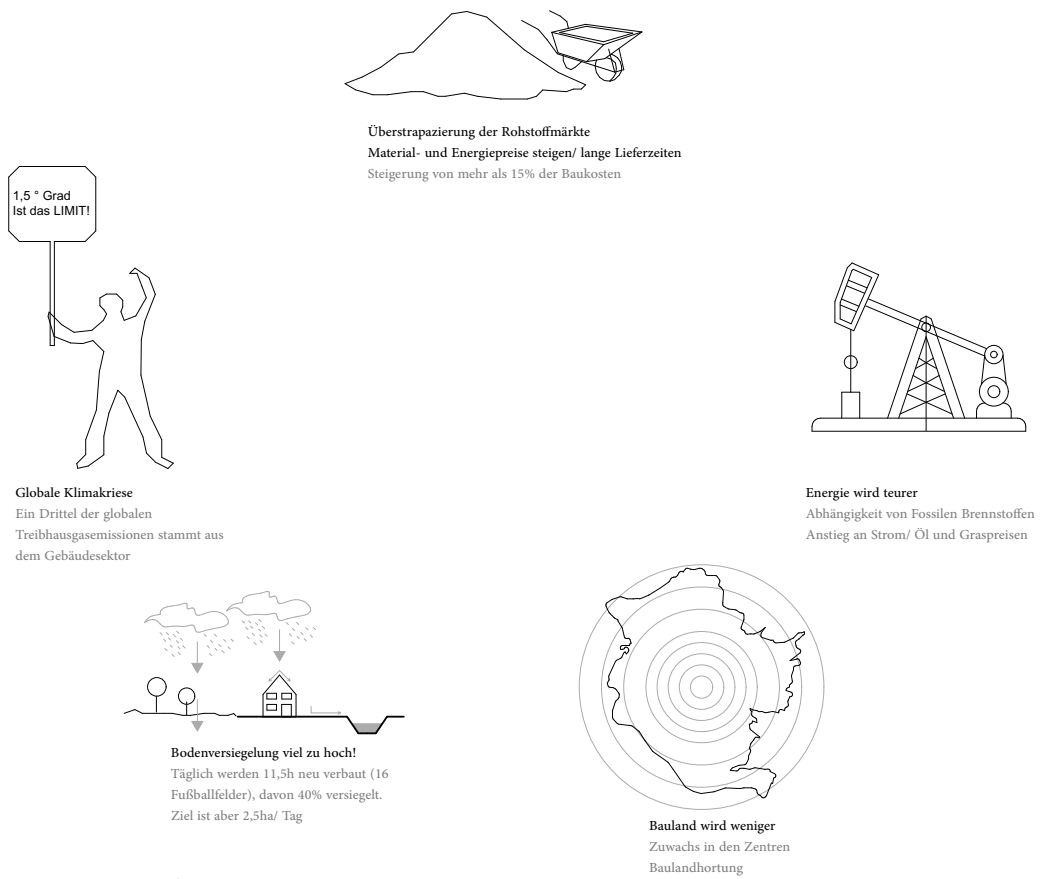 Überstrapazierung der Rohstoffmärkte
Material- und Energiepreise steigen/ lange Lieferzeiten
Steigerung von mehr als 15% der Baukosten
1,5 ° Grad
Ist das LIMIT!
Globale Klimakriese
Ein Drittel der globalen
Treibhausgasemissionen stammt aus
dem Gebäudesektor
Energie wird teurer
Abhängigkeit von Fossilen Brennstoffen
Anstieg an Strom/ Öl und Graspreisen
Bodenversiegelung viel zu hoch!
Täglich werden 11,5h neu verbaut (16
Fußballfelder), davon 40% versiegelt.
Ziel ist aber 2,5ha/ Tag
Bauland wird weniger
Zuwachs in den Zentren
Baulandhortung